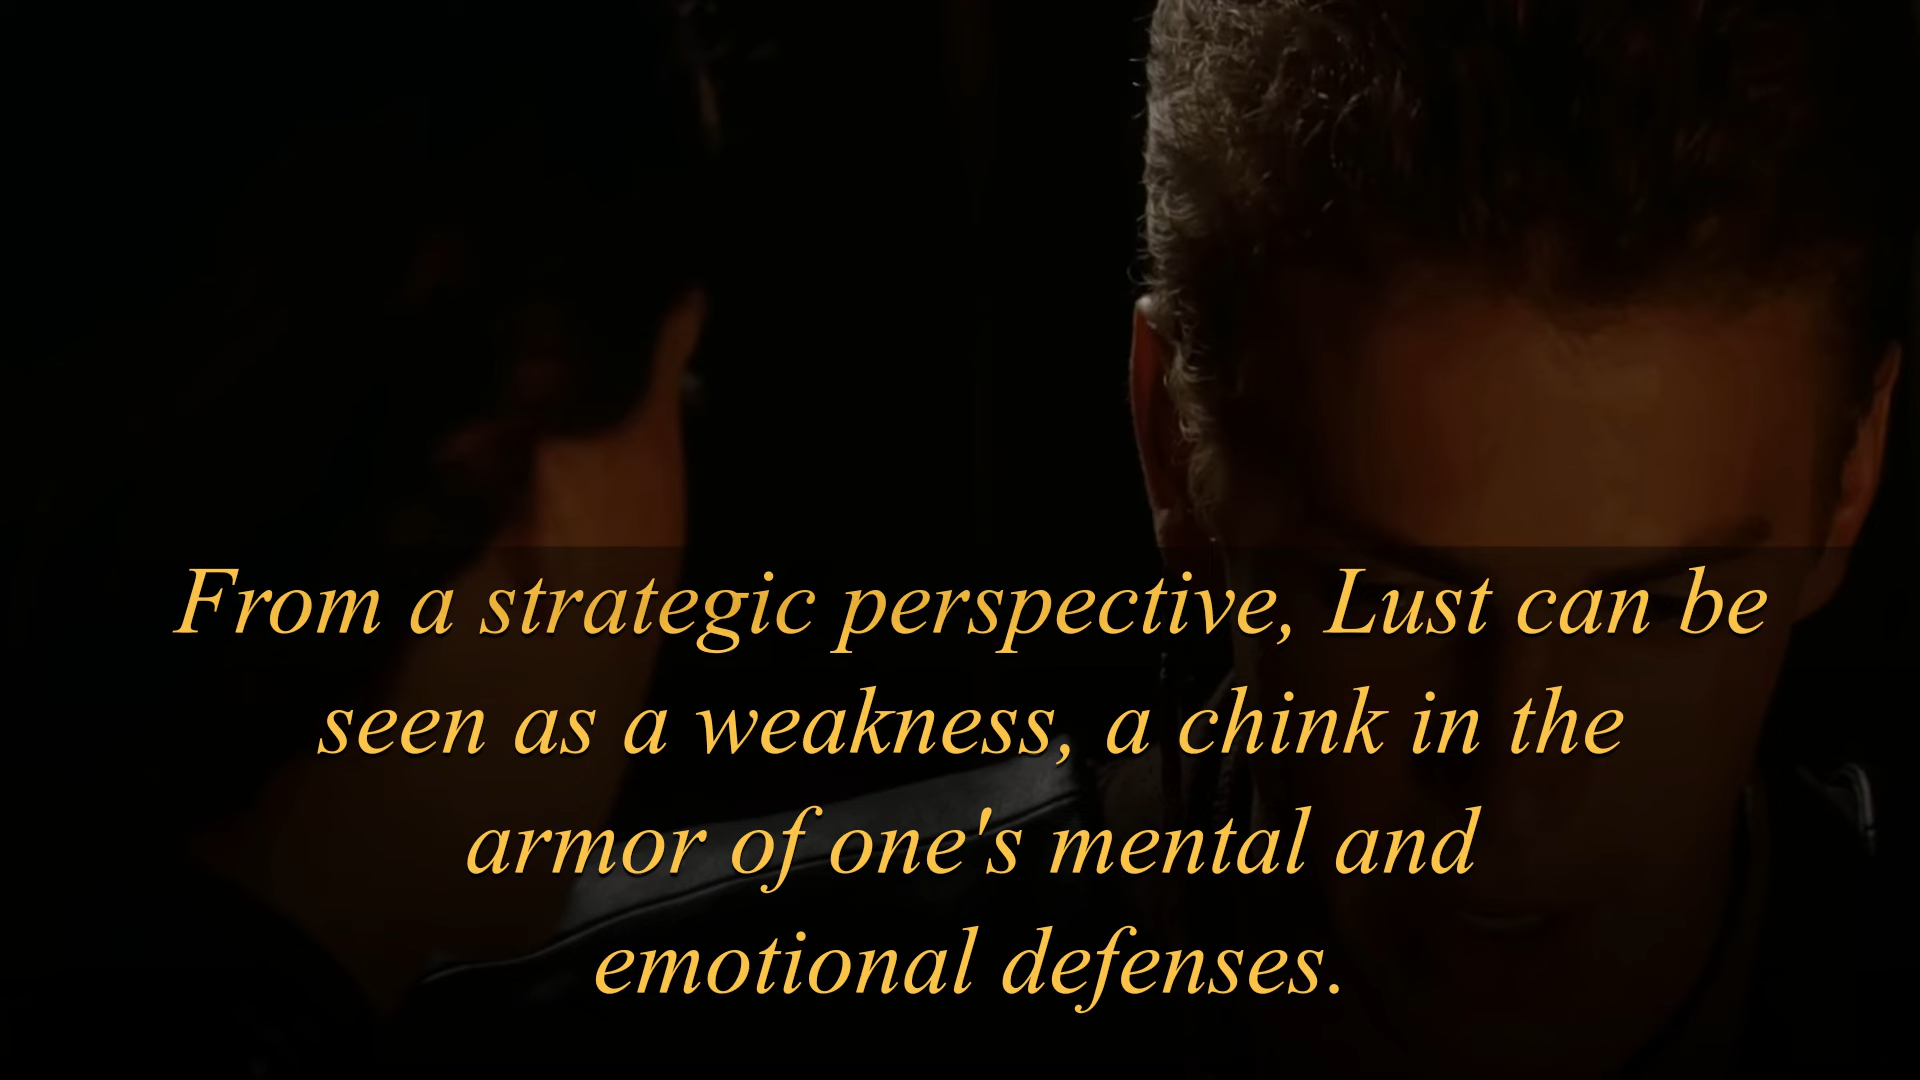 From a strategic perspective, Lust can be
seen as a weakness, a chink in the
armor of one's mental and
emotional defenses.